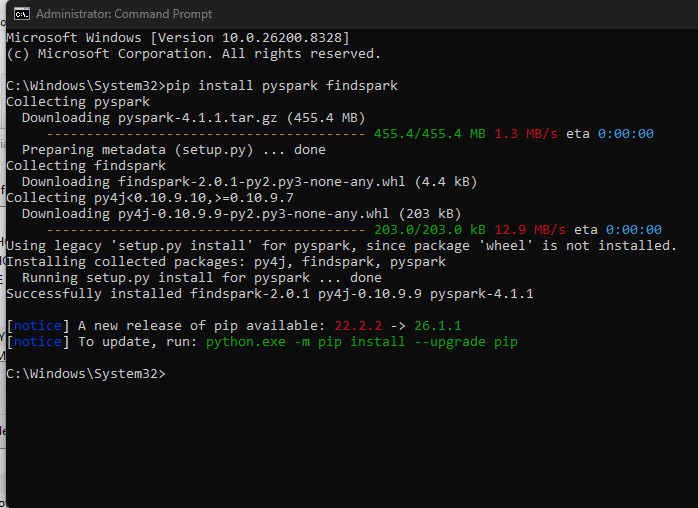 Administrator: Command Prompt
Microsoft Windows [Version 10.0.26200.8328]
(c) Microsoft Corporation. All rights reserved.
C:\Windows\System32>pip install pyspark findspark
Collecting pyspark
  Downloading pyspark-4.1.1.tar.gz (455.4 MB)
     ---------------------------------------- 455.4/455.4 MB 1.3 MB/s eta 0:00:00
  Preparing metadata (setup.py) ... done
Collecting findspark
  Downloading findspark-2.0.1-py2.py3-none-any.whl (4.4 kB)
Collecting py4j<0.10.9.10,>=0.10.9.7
  Downloading py4j-0.10.9.9-py2.py3-none-any.whl (203 kB)
     ---------------------------------------- 203.0/203.0 kB 12.9 MB/s eta 0:00:00
Using legacy 'setup.py install' for pyspark, since package 'wheel' is not installed.
Installing collected packages: py4j, findspark, pyspark
  Running setup.py install for pyspark ... done
Successfully installed findspark-2.0.1 py4j-0.10.9.9 pyspark-4.1.1
[notice] A new release of pip available: 22.2.2 -> 26.1.1
[notice] To update, run: python.exe -m pip install --upgrade pip
C:\Windows\System32>